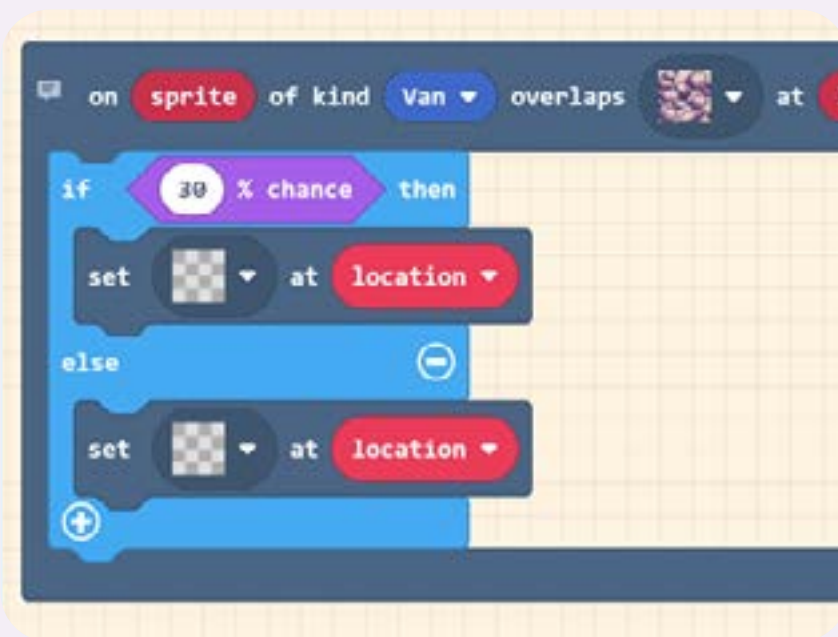 on sprite of kind Van overlaps at
if 30 % chance then
set at location
else
set at location